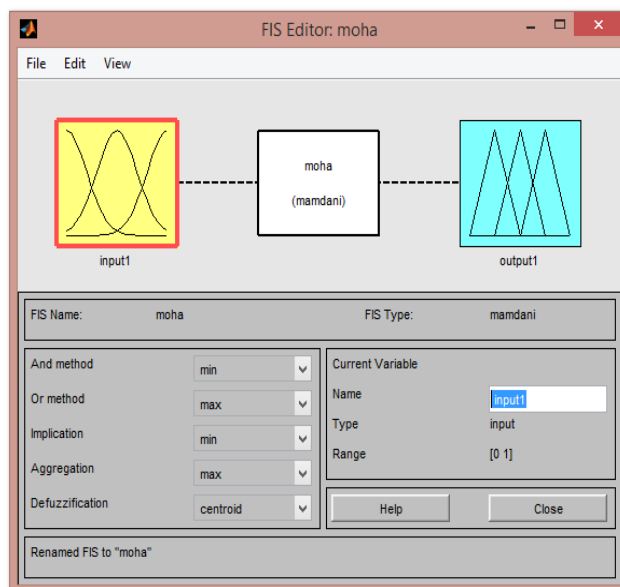 FIS Editor: moha
File Edit View
moha
(mamdani)
input1
output1
FIS Name: moha
FIS Type: mamdani
And method min
Or method max
Implication min
Aggregation max
Defuzzification centroid
Current Variable
Name input1
Type input
Range [0 1]
Help
Close
Renamed FIS to "moha"